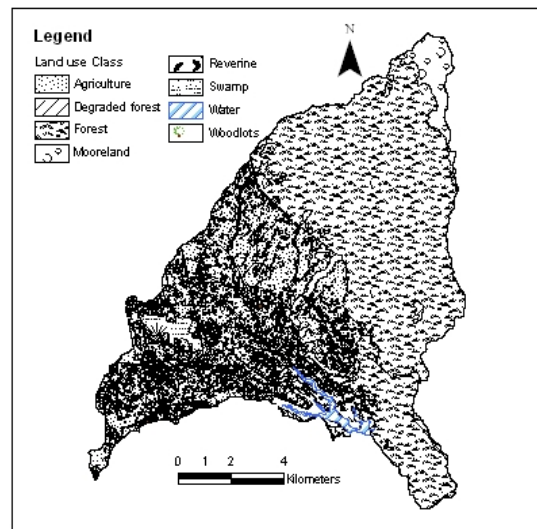 Legend
Land use Class
Agriculture
Degraded forest
Forest
Mooreland
Reverine
Swamp
Water
Woodlots
N
0 1 2 4
Kilometers